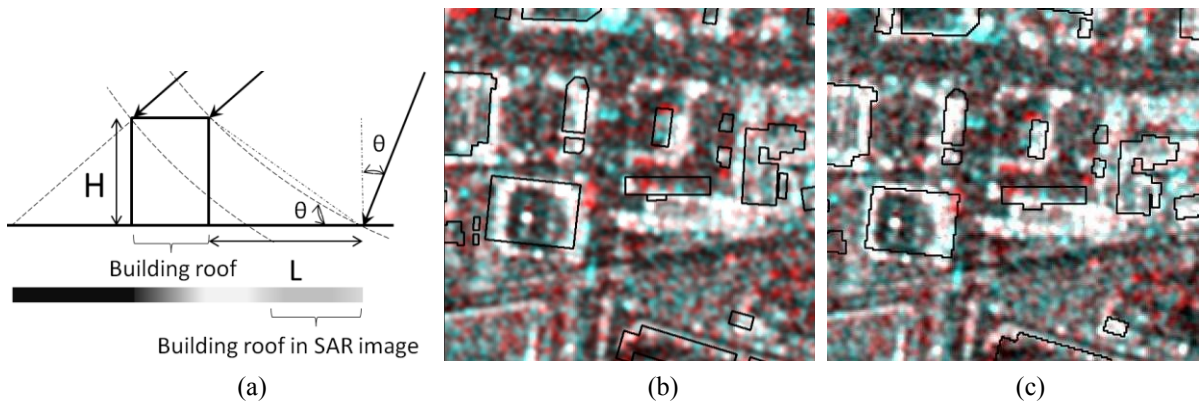 θ
H
θ
Building roof
L
Building roof in SAR image
(a)
(b)
(c)